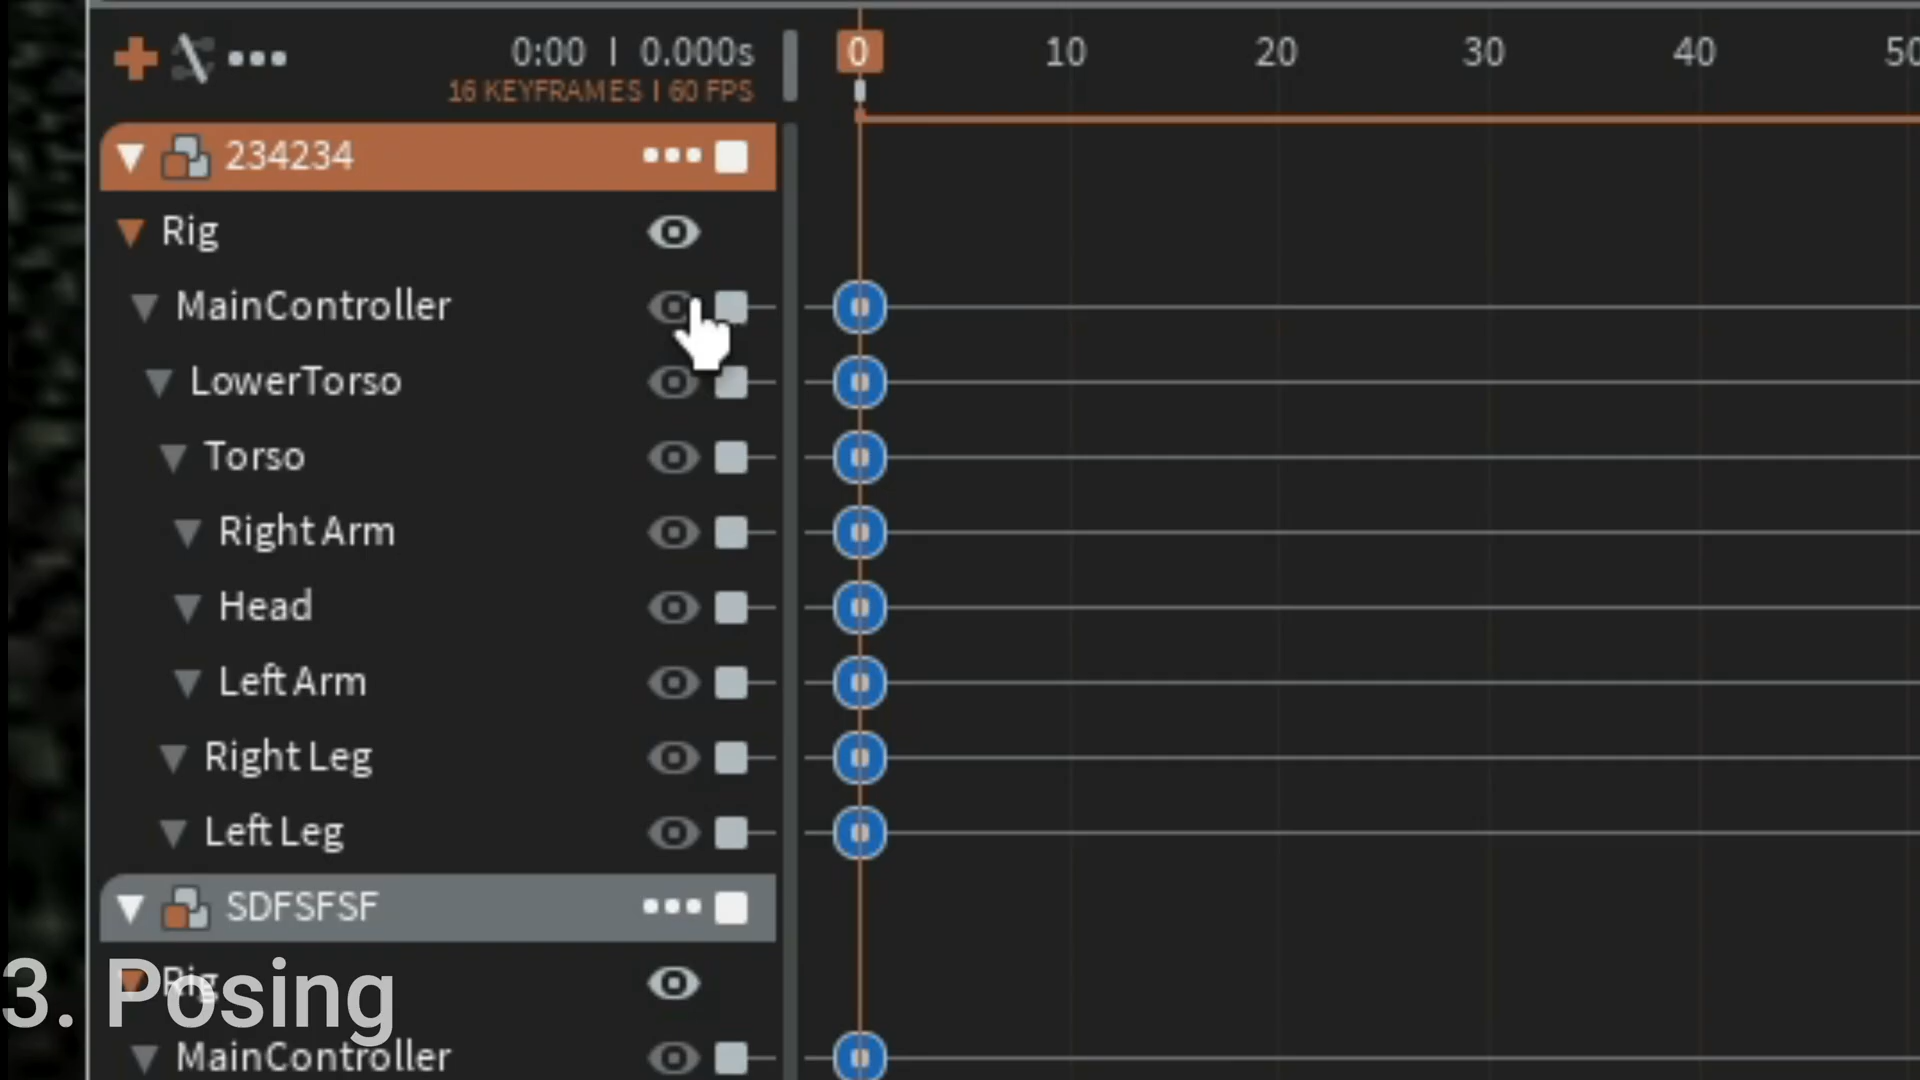 0:00 | 0.000s
0 10 20 30 40 50
16 KEYFRAMES | 60 FPS
234234
Rig
MainController
LowerTorso
Torso
Right Arm
Head
Left Arm
Right Leg
Left Leg
SDFSFSF
Rig
3. Posing
MainController